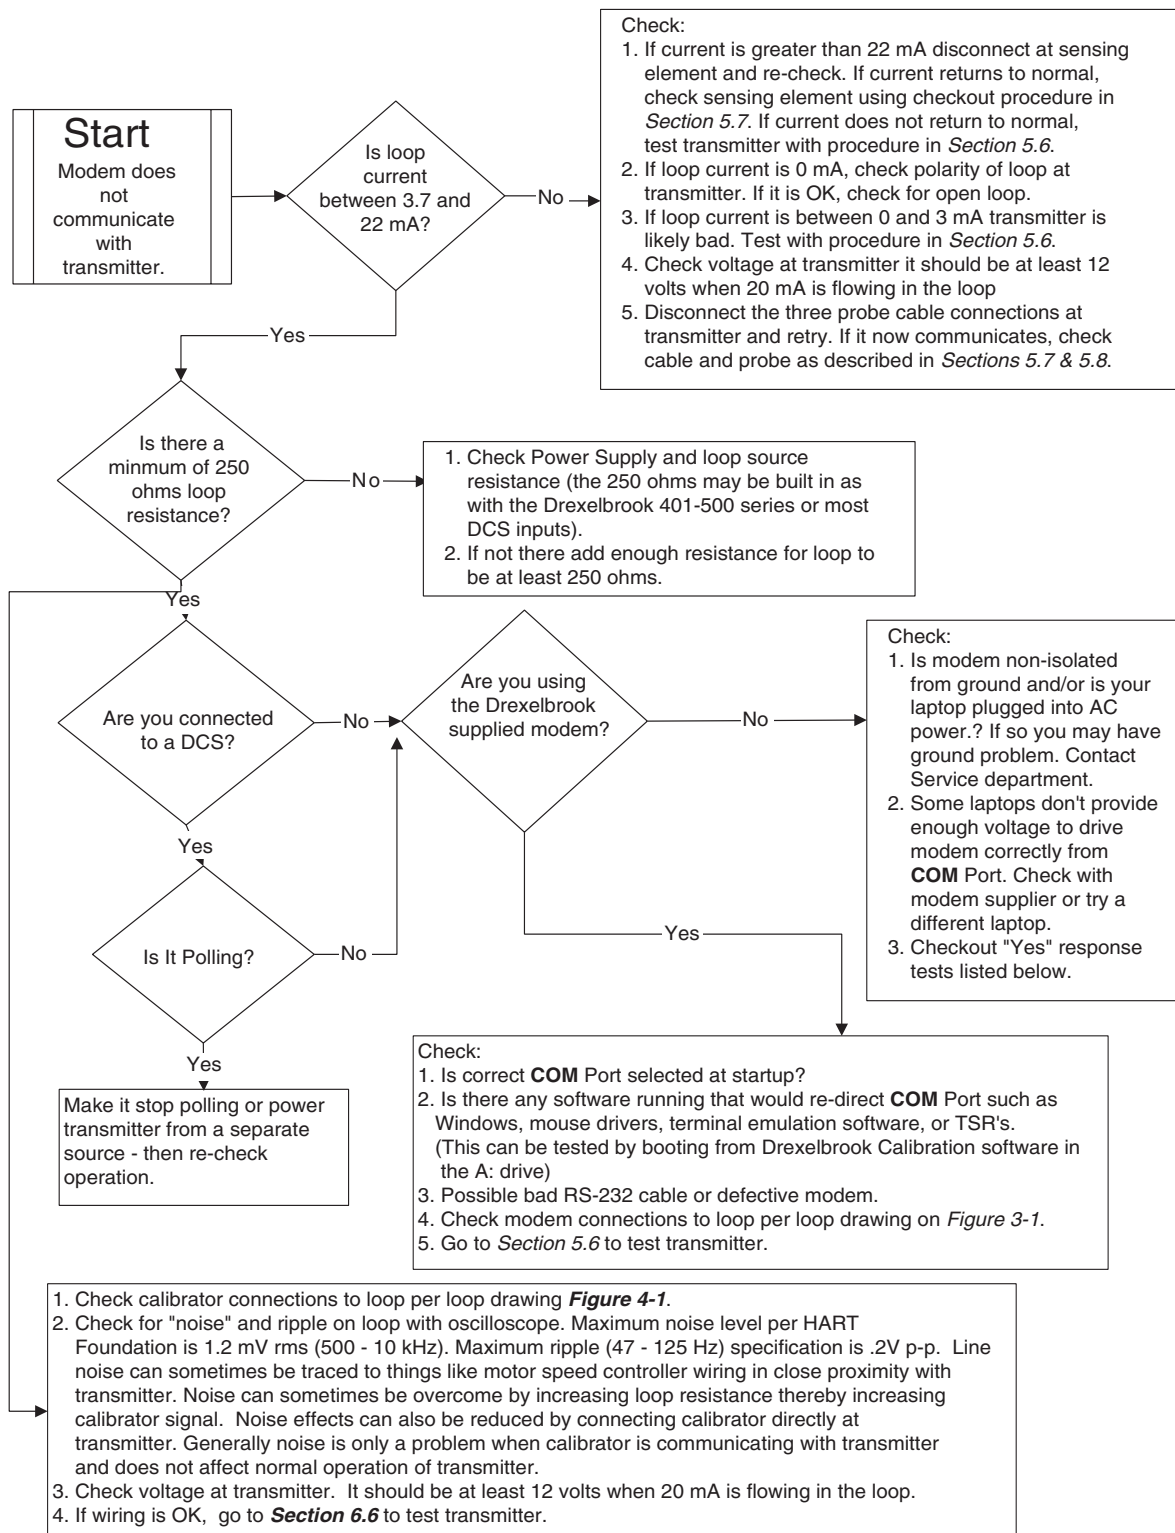 Start
Modem does
not
communicate
with
transmitter.
Is loop
current
between 3.7 and
22 mA?
No
Check:
1. If current is greater than 22 mA disconnect at sensing
element and re-check. If current returns to normal,
check sensing element using checkout procedure in
Section 5.7. If current does not return to normal,
test transmitter with procedure in Section 5.6.
2. If loop current is 0 mA, check polarity of loop at
transmitter. If it is OK, check for open loop.
3. If loop current is between 0 and 3 mA transmitter is
likely bad. Test with procedure in Section 5.6.
4. Check voltage at transmitter it should be at least 12
volts when 20 mA is flowing in the loop
5. Disconnect the three probe cable connections at
transmitter and retry. If it now communicates, check
cable and probe as described in Sections 5.7 & 5.8.
Yes
Is there a
minmum of 250
ohms loop
resistance?
No
1. Check Power Supply and loop source
resistance (the 250 ohms may be built in as
with the Drexelbrook 401-500 series or most
DCS inputs).
2. If not there add enough resistance for loop to
be at least 250 ohms.
Yes
Are you connected
to a DCS?
No
Are you using
the Drexelbrook
supplied modem?
No
Check:
1. Is modem non-isolated
from ground and/or is your
laptop plugged into AC
power.? If so you may have
ground problem. Contact
Service department.
2. Some laptops don't provide
enough voltage to drive
modem correctly from
COM Port. Check with
modem supplier or try a
different laptop.
3. Checkout "Yes" response
tests listed below.
Yes
Is It Polling?
No
Yes
Yes
Make it stop polling or power
transmitter from a separate
source - then re-check
operation.
Check:
1. Is correct COM Port selected at startup?
2. Is there any software running that would re-direct COM Port such as
Windows, mouse drivers, terminal emulation software, or TSR's.
(This can be tested by booting from Drexelbrook Calibration software in
the A: drive)
3. Possible bad RS-232 cable or defective modem.
4. Check modem connections to loop per loop drawing on Figure 3-1.
5. Go to Section 5.6 to test transmitter.
1. Check calibrator connections to loop per loop drawing Figure 4-1.
2. Check for "noise" and ripple on loop with oscilloscope. Maximum noise level per HART
Foundation is 1.2 mV rms (500 - 10 kHz). Maximum ripple (47 - 125 Hz) specification is .2V p-p. Line
noise can sometimes be traced to things like motor speed controller wiring in close proximity with
transmitter. Noise can sometimes be overcome by increasing loop resistance thereby increasing
calibrator signal. Noise effects can also be reduced by connecting calibrator directly at
transmitter. Generally noise is only a problem when calibrator is communicating with transmitter
and does not affect normal operation of transmitter.
3. Check voltage at transmitter. It should be at least 12 volts when 20 mA is flowing in the loop.
4. If wiring is OK, go to Section 6.6 to test transmitter.